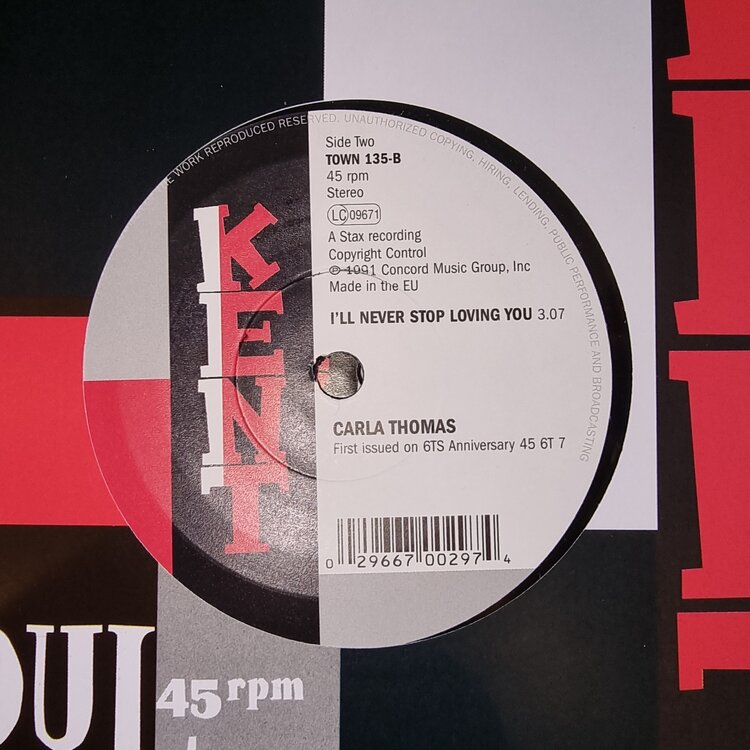 E WORK REPRODUCED RESERVED. UNAUTHORIZED COPYING, HIRING, LENDING, PUBLIC PERFORMANCE AND BROADCASTING
KENT
Side Two
TOWN 135-B
45 rpm
Stereo
LC 09671
A Stax recording
Copyright Control
℗ 1991 Concord Music Group, Inc
Made in the EU
I'LL NEVER STOP LOVING YOU 3.07
CARLA THOMAS
First issued on 6TS Anniversary 45 6T 7
0 29667 00297 4
45 rpm